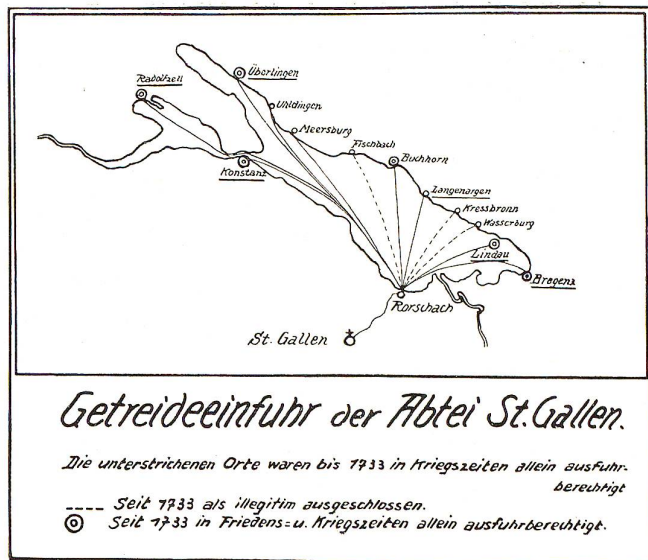 Überlingen
Radolfzell
Uhldingen
Meersburg
Fischbach
Buchhorn
Konstanz
Langenargen
Kressbronn
Wasserburg
Lindau
Bregenz
Rorschach
St. Gallen
Getreideeinfuhr der Abtei St. Gallen.
Die unterstrichenen Orte waren bis 1733 in Kriegszeiten allein ausfuhr-
berechtigt
---- Seit 1733 als illegitim ausgeschlossen.
Seit 1733 in Friedens= u. Kriegszeiten allein ausfuhrberechtigt.